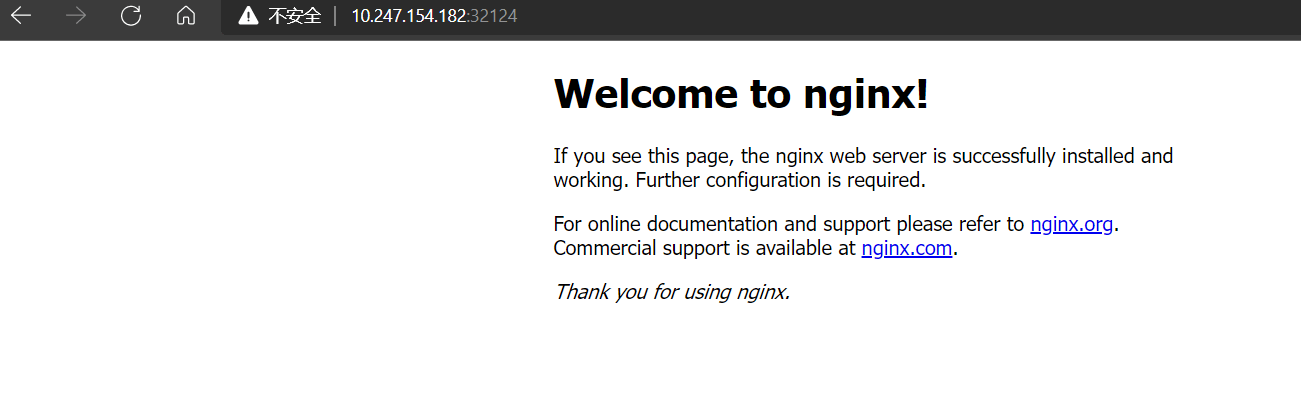 不安全 | 10.247.154.182:32124
Welcome to nginx!
If you see this page, the nginx web server is successfully installed and
working. Further configuration is required.
For online documentation and support please refer to nginx.org.
Commercial support is available at nginx.com.
Thank you for using nginx.